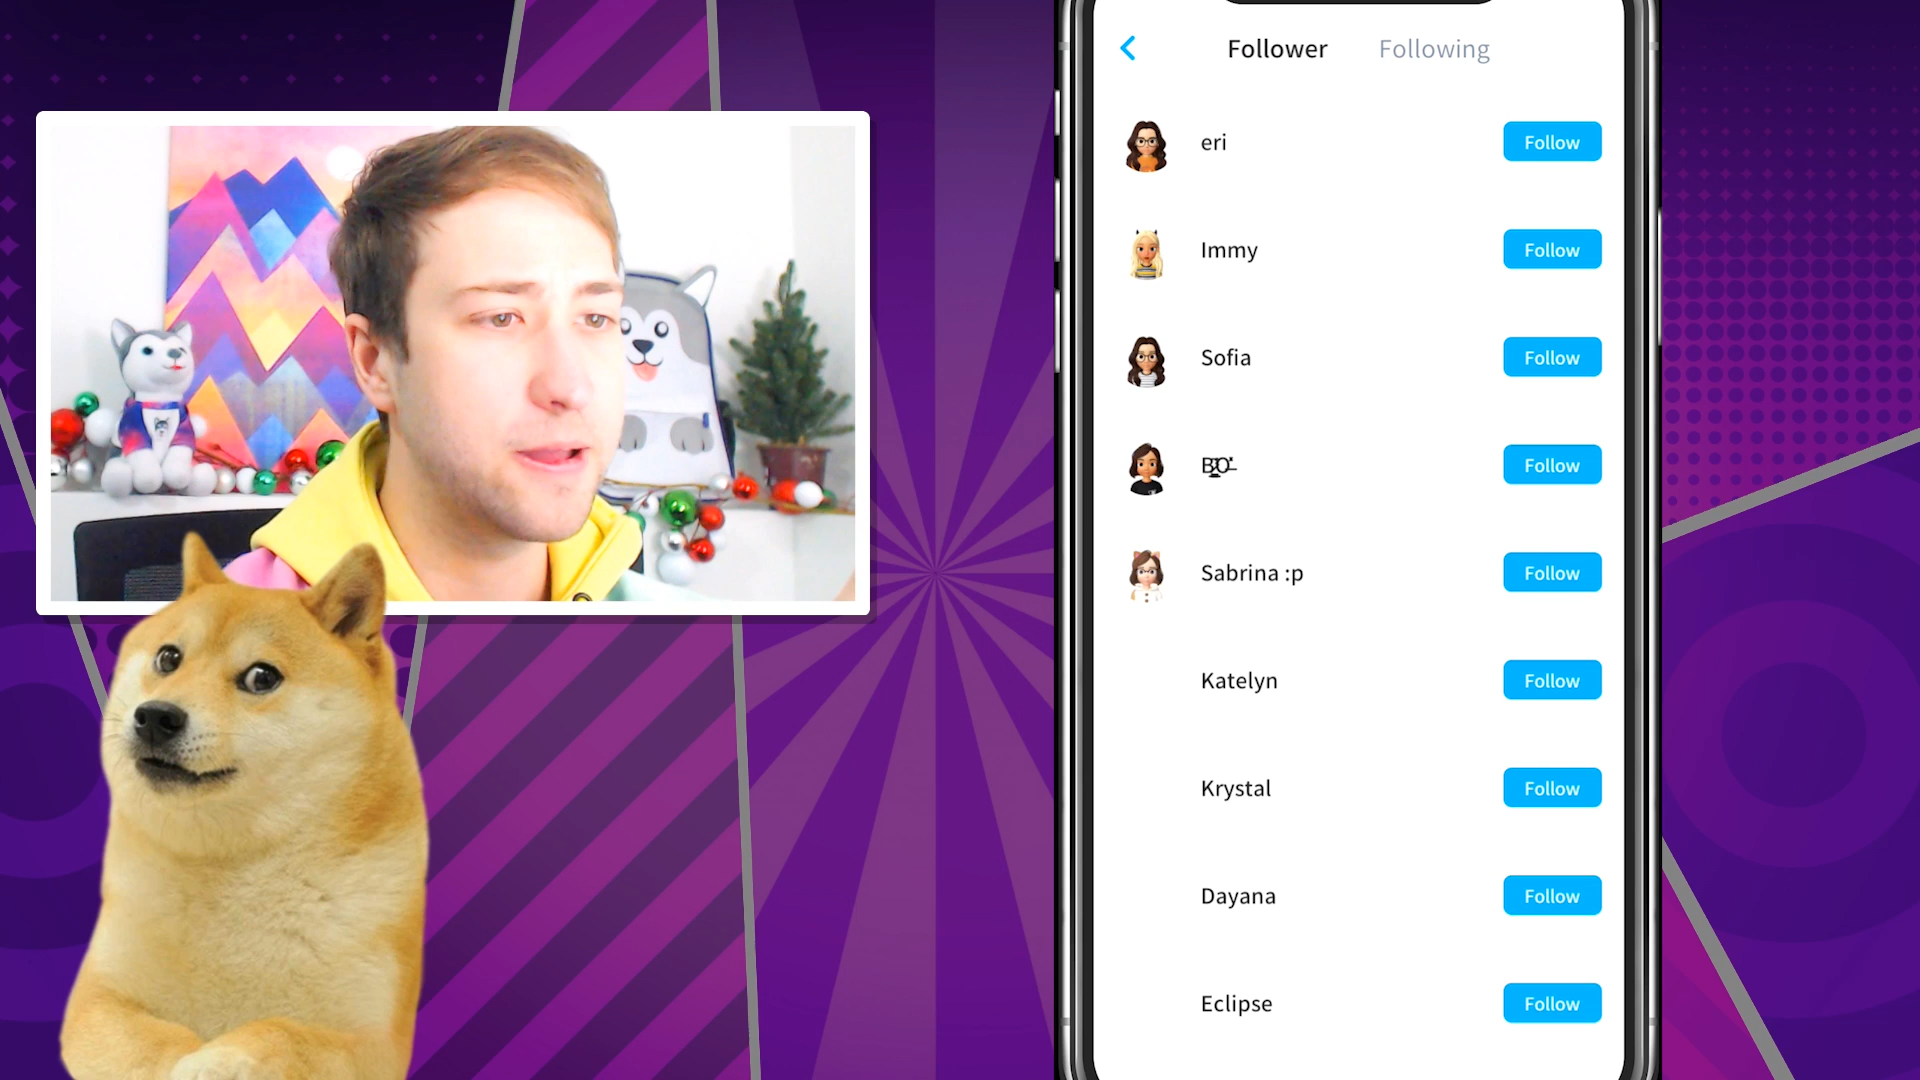 Follower Following
eri Follow
Immy Follow
Sofia Follow
Follow
Sabrina :p Follow
Katelyn Follow
Krystal Follow
Dayana Follow
Eclipse Follow